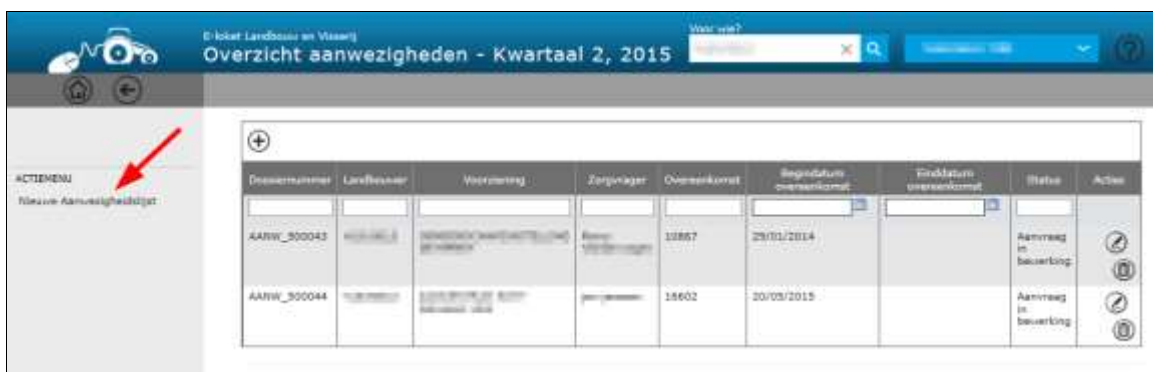 E-loket Landbouw en Visserij
Voor wie?
Overzicht aanwezigheden - Kwartaal 2, 2015
ACTIEMENU
Nieuwe Aanwezigheidslijst
Dossiernummer Landbouwer Voorziening Zorgvrager Overeenkomst Begindatum overeenkomst Einddatum overeenkomst Status Acties
AANW_500043 10867 29/01/2014 Aanvraag
in
bewerking
AANW_500044 16602 20/05/2015 Aanvraag
in
bewerking